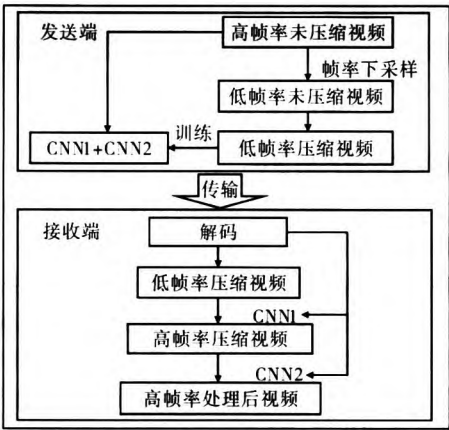 发送端
高帧率未压缩视频
帧率下采样
低帧率未压缩视频
训练
CNN1+CNN2
低帧率压缩视频
传输
接收端
解码
低帧率压缩视频
CNN1
高帧率压缩视频
CNN2
高帧率处理后视频